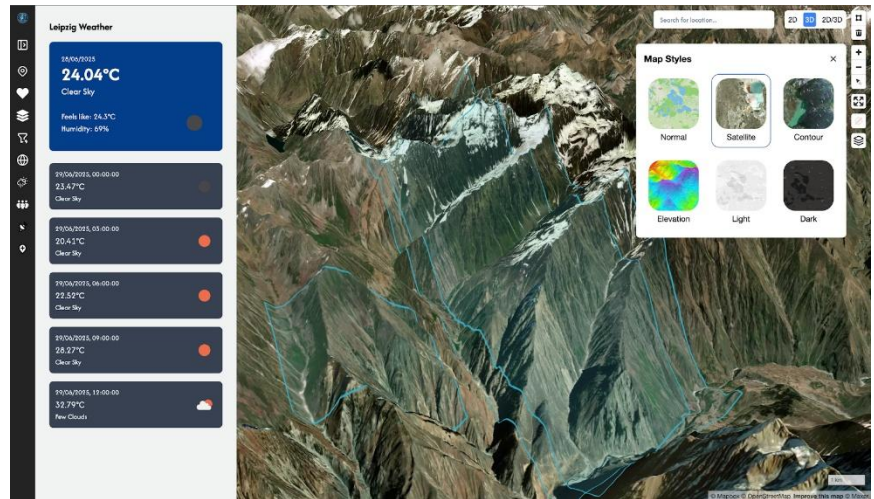 Leipzig Weather
28/06/2025
24.04°C
Clear Sky
Feels like: 24.3°C
Humidity: 69%
29/06/2025, 00:00:00
23.47°C
Clear Sky
29/06/2025, 03:00:00
20.41°C
Clear Sky
29/06/2025, 06:00:00
22.52°C
Clear Sky
29/06/2025, 09:00:00
28.27°C
Clear Sky
29/06/2025, 12:00:00
32.79°C
Few Clouds
Search for location...
2D 3D 2D/3D
Map Styles
Normal Satellite Contour
Elevation Light Dark
© Mapbox © OpenStreetMap Improve this map © Maxar